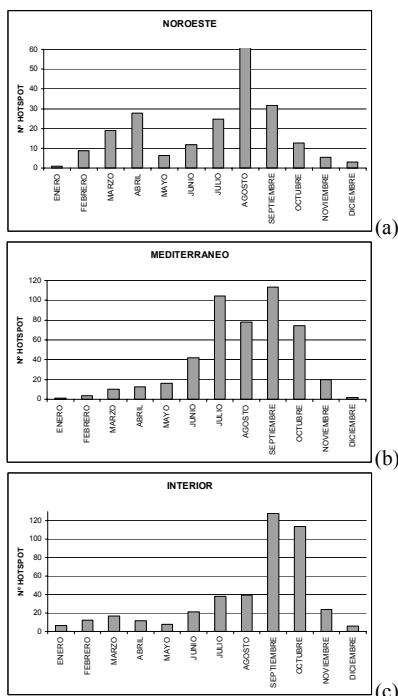 NOROESTE
60
50
40
30
20
10
0
Nº HOTSPOT
ENERO
FEBRERO
MARZO
ABRIL
MAYO
JUNIO
JULIO
AGOSTO
SEPTIEMBRE
OCTUBRE
NOVIEMBRE
DICIEMBRE
(a)
MEDITERRANEO
120
100
80
60
40
20
0
Nº HOTSPOT
ENERO
FEBRERO
MARZO
ABRIL
MAYO
JUNIO
JULIO
AGOSTO
SEPTIEMBRE
OCTUBRE
NOVIEMBRE
DICIEMBRE
(b)
INTERIOR
120
100
80
60
40
20
0
Nº HOTSPOT
ENERO
FEBRERO
MARZO
ABRIL
MAYO
JUNIO
JULIO
AGOSTO
SEPTIEMBRE
OCTUBRE
NOVIEMBRE
DICIEMBRE
(c)